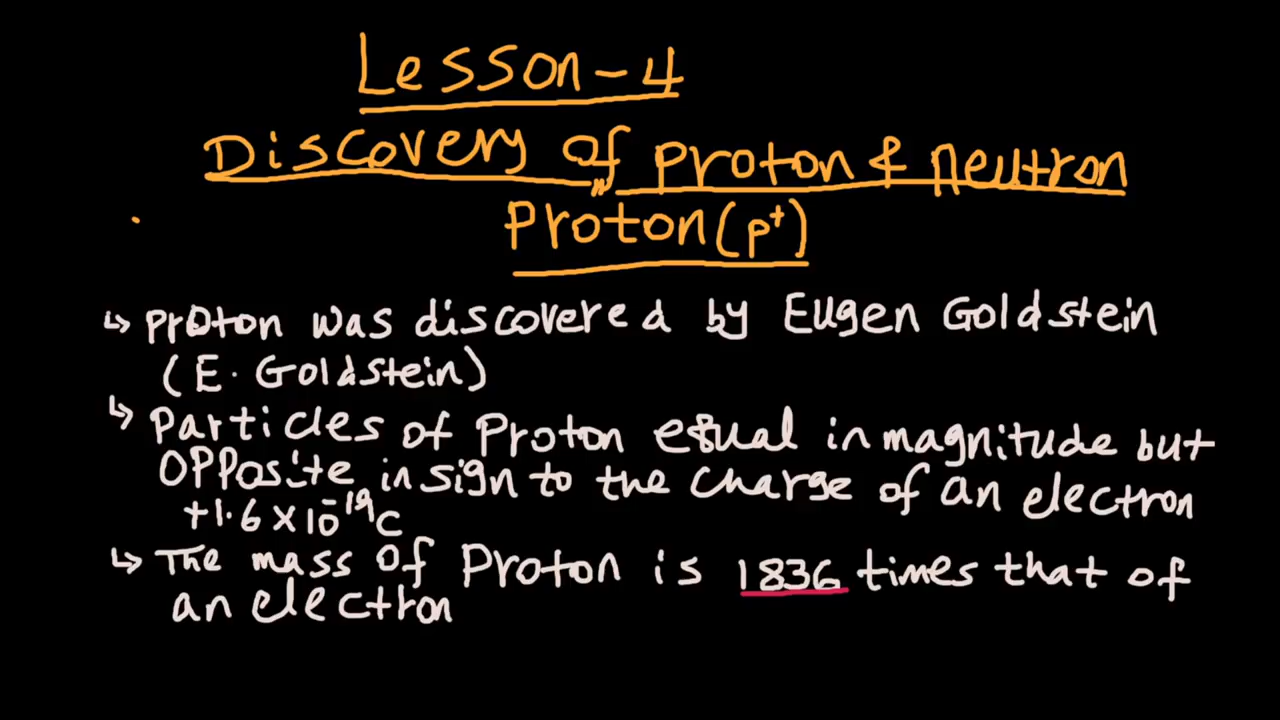 Lesson-4
Discovery of proton & neutron
Proton (p⁺)
↳ proton was discovered by Eugen Goldstein
(E. Goldstein)
↳ Particles of Proton equal in magnitude but
opposite in sign to the charge of an electron
+1.6 × 10⁻¹⁹C
↳ The mass of Proton is 1836 times that of
an electron